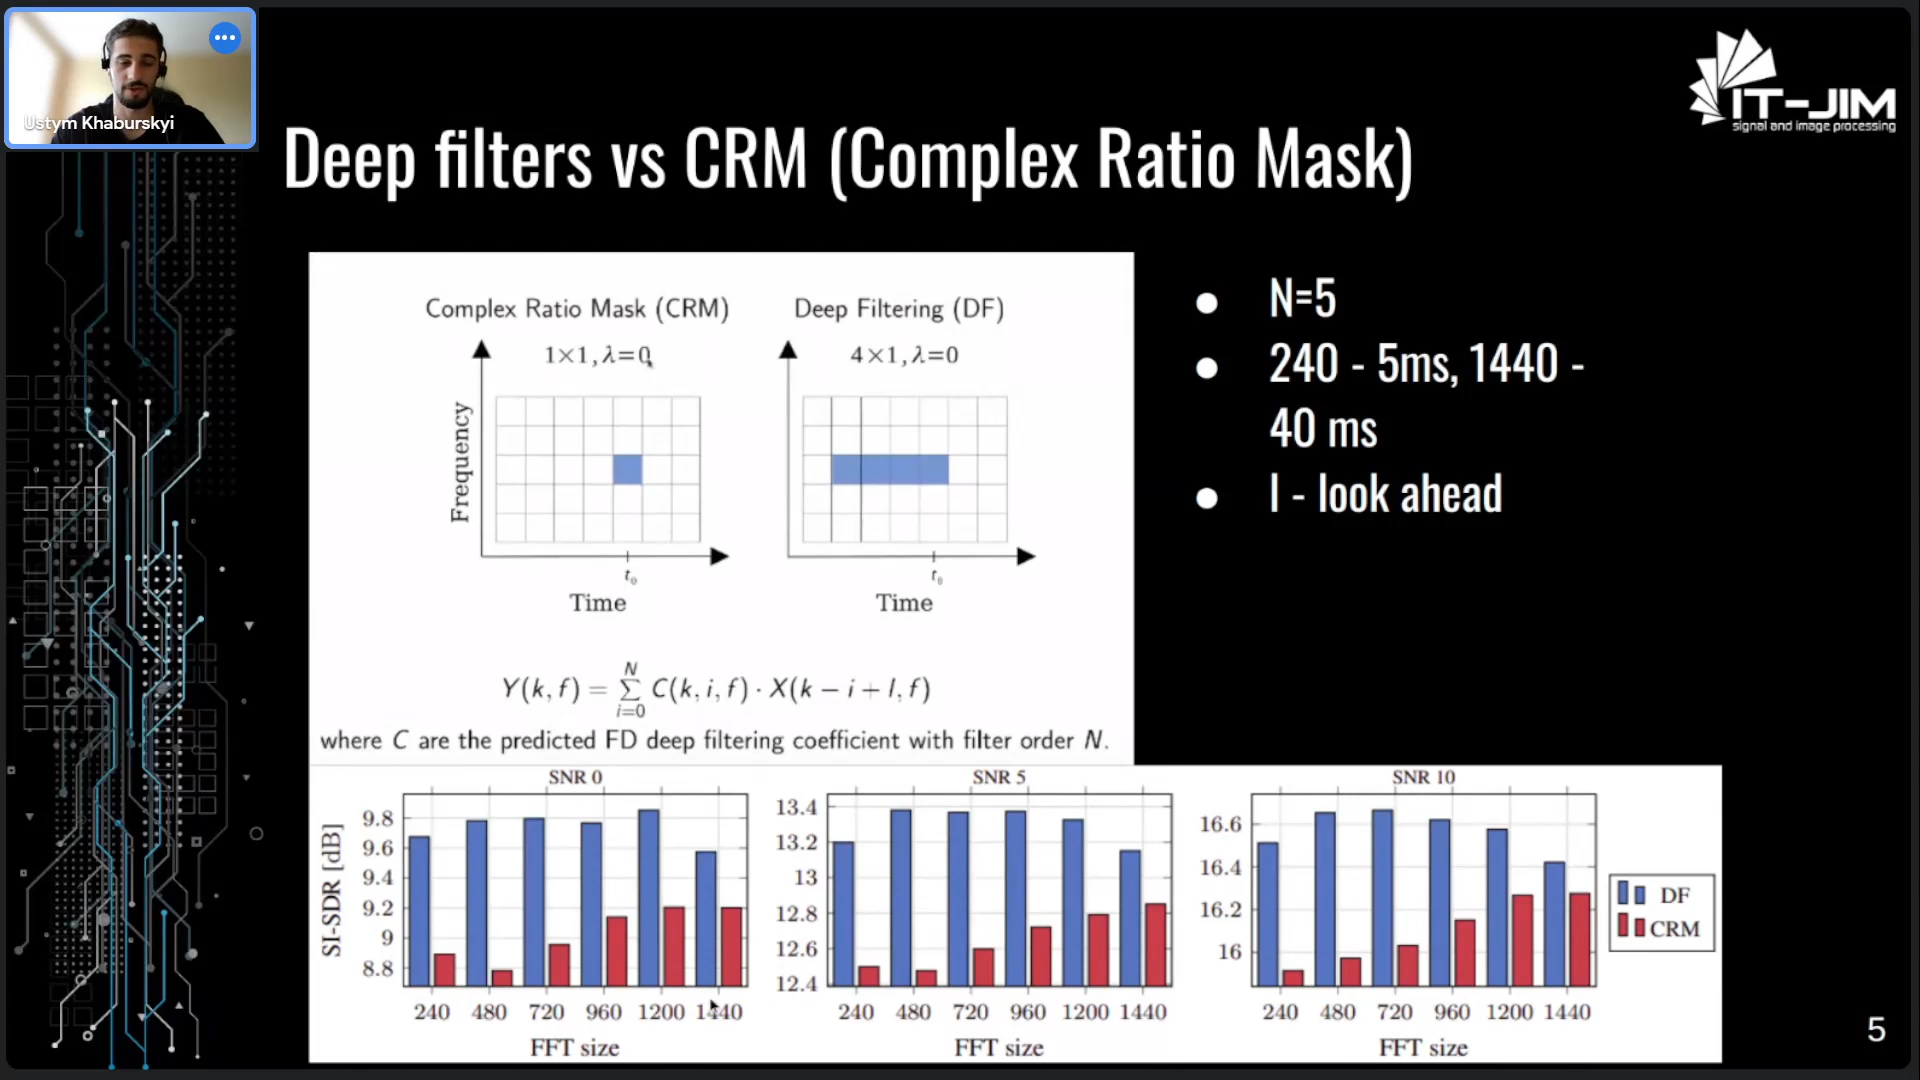 Ustym Khaburskyi
IT-JIM
signal and image processing
Deep filters vs CRM (Complex Ratio Mask)
Complex Ratio Mask (CRM)
1×1, λ=0
Frequency
t₀
Time
Deep Filtering (DF)
4×1, λ=0
t₀
Time
Y(k, f) = ∑_{i=0}^{N} C(k, i, f) · X(k − i + l, f)
where C are the predicted FD deep filtering coefficient with filter order N.
● N=5
● 240 - 5ms, 1440 -
40 ms
● l - look ahead
SNR 0
SI-SDR [dB]
9.8
9.6
9.4
9.2
9
8.8
240 480 720 960 1200 1440
FFT size
SNR 5
13.4
13.2
13
12.8
12.6
12.4
240 480 720 960 1200 1440
FFT size
SNR 10
16.6
16.4
16.2
16
240 480 720 960 1200 1440
FFT size
DF
CRM
5